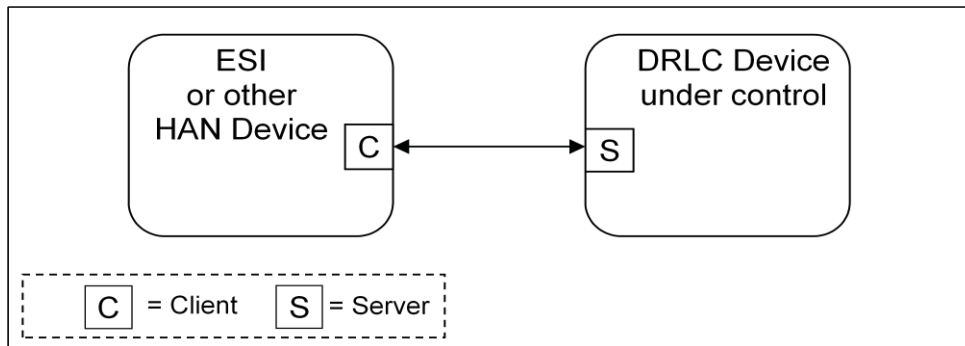 ESI
or other
HAN Device
C
DRLC Device
under control
S
C = Client S = Server